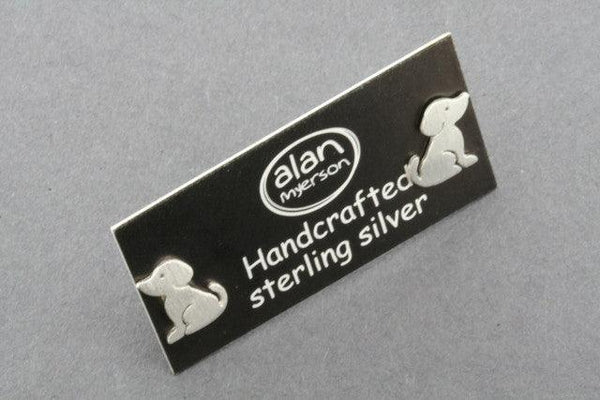 alan
myerson
Handcrafted
sterling silver